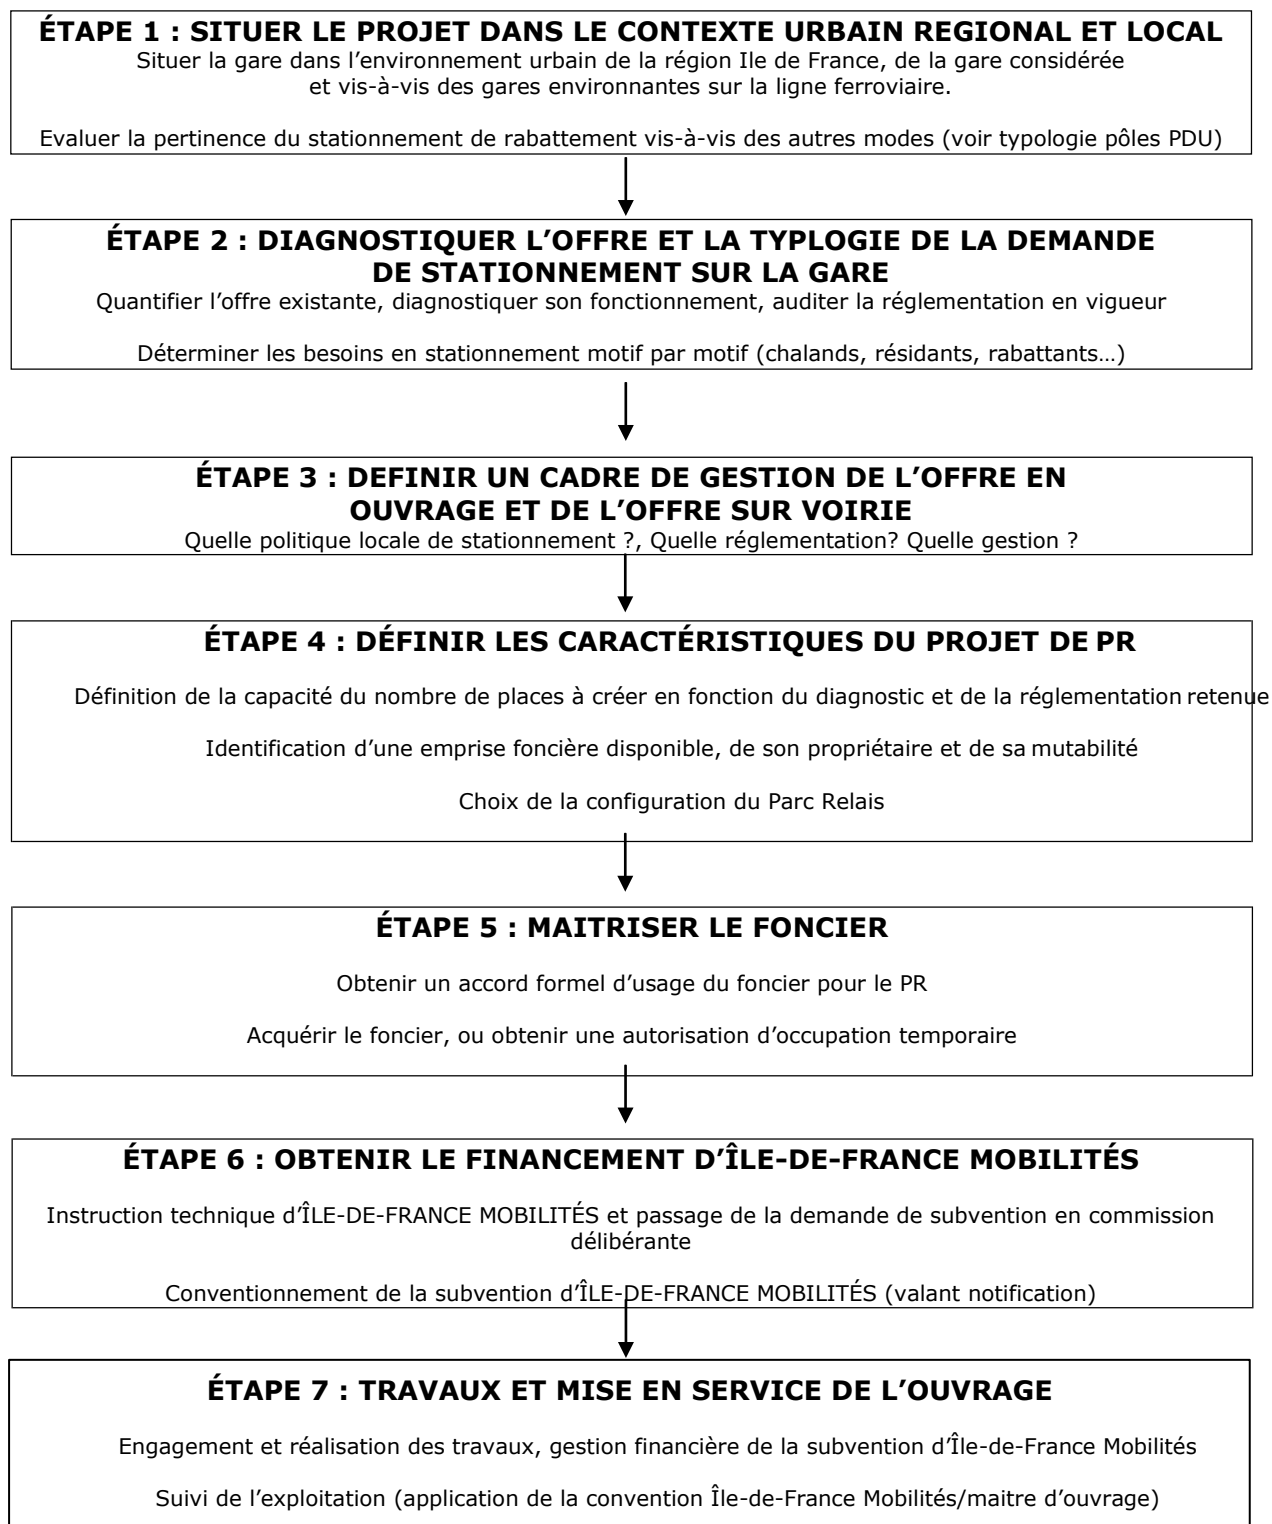 ÉTAPE 1 : SITUER LE PROJET DANS LE CONTEXTE URBAIN REGIONAL ET LOCAL
Situer la gare dans l’environnement urbain de la région Ile de France, de la gare considérée
et vis-à-vis des gares environnantes sur la ligne ferroviaire.
Evaluer la pertinence du stationnement de rabattement vis-à-vis des autres modes (voir typologie pôles PDU)
ÉTAPE 2 : DIAGNOSTIQUER L’OFFRE ET LA TYPLOGIE DE LA DEMANDE
DE STATIONNEMENT SUR LA GARE
Quantifier l’offre existante, diagnostiquer son fonctionnement, auditer la réglementation en vigueur
Déterminer les besoins en stationnement motif par motif (chalands, résidants, rabattants…)
ÉTAPE 3 : DEFINIR UN CADRE DE GESTION DE L’OFFRE EN
OUVRAGE ET DE L’OFFRE SUR VOIRIE
Quelle politique locale de stationnement ?, Quelle réglementation? Quelle gestion ?
ÉTAPE 4 : DÉFINIR LES CARACTÉRISTIQUES DU PROJET DE PR
Définition de la capacité du nombre de places à créer en fonction du diagnostic et de la réglementation retenue
Identification d’une emprise foncière disponible, de son propriétaire et de sa mutabilité
Choix de la configuration du Parc Relais
ÉTAPE 5 : MAITRISER LE FONCIER
Obtenir un accord formel d’usage du foncier pour le PR
Acquérir le foncier, ou obtenir une autorisation d’occupation temporaire
ÉTAPE 6 : OBTENIR LE FINANCEMENT D’ÎLE-DE-FRANCE MOBILITÉS
Instruction technique d’ÎLE-DE-FRANCE MOBILITÉS et passage de la demande de subvention en commission
délibérante
Conventionnement de la subvention d’ÎLE-DE-FRANCE MOBILITÉS (valant notification)
ÉTAPE 7 : TRAVAUX ET MISE EN SERVICE DE L’OUVRAGE
Engagement et réalisation des travaux, gestion financière de la subvention d’Île-de-France Mobilités
Suivi de l’exploitation (application de la convention Île-de-France Mobilités/maitre d’ouvrage)